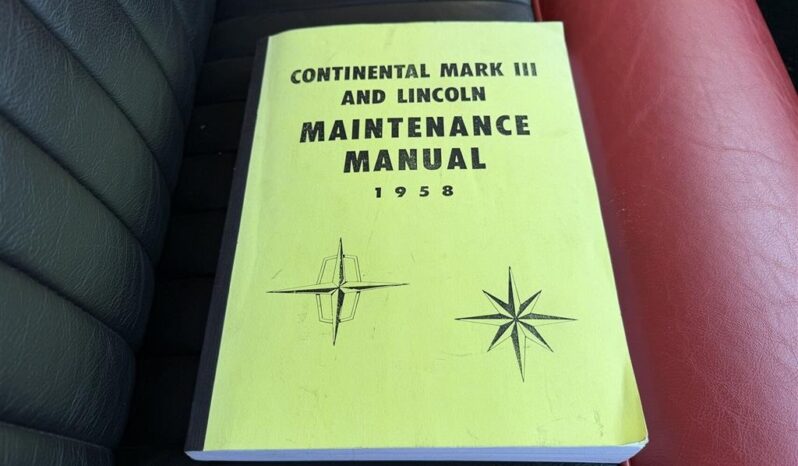 CONTINENTAL MARK III
AND LINCOLN
MAINTENANCE
MANUAL
1958